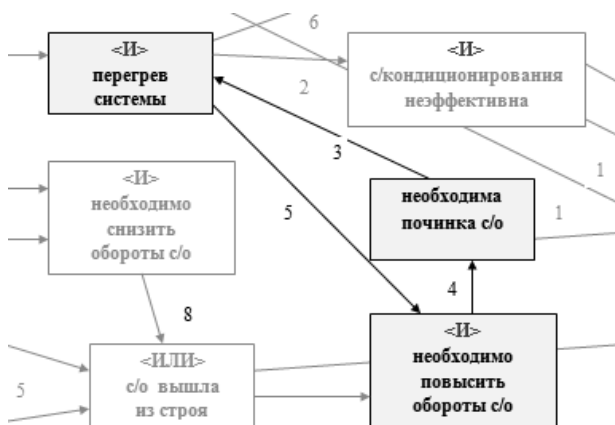 6
<И>
перегрев
системы
<И>
с/кондиционирования
неэффективна
2
3
1
<И>
необходимо
снизить
обороты с/о
5
необходима
починка с/о
1
4
8
<ИЛИ>
с/о вышла
из строя
<И>
необходимо
повысить
обороты с/о
5